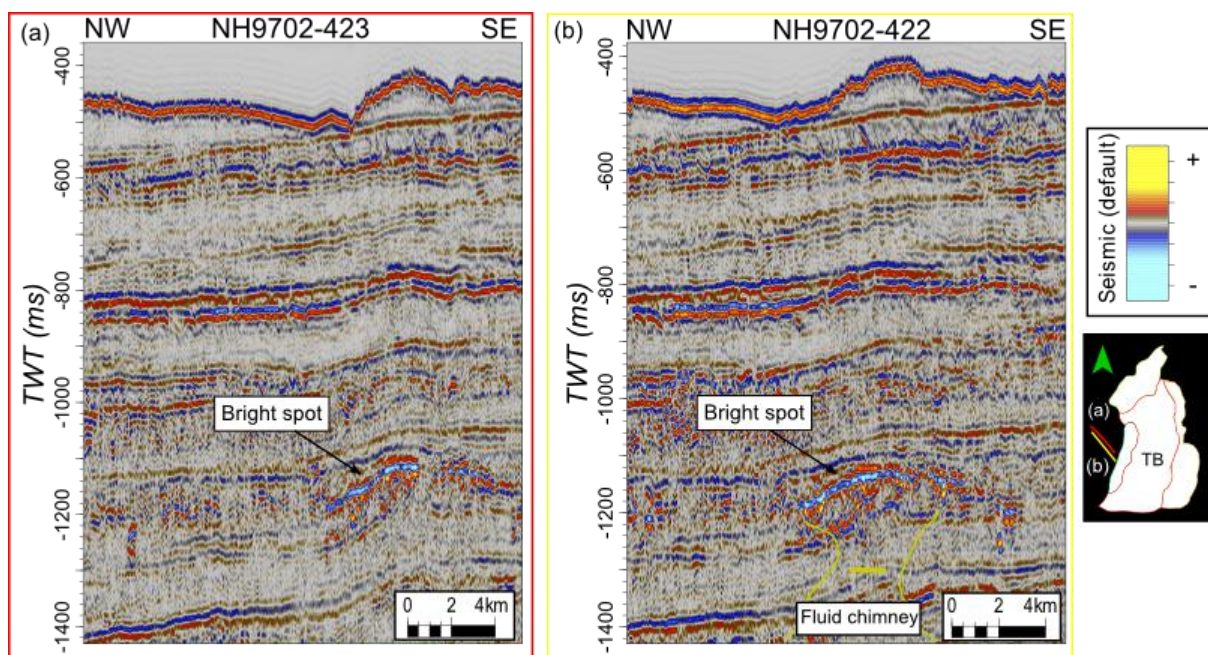 (a) NW NH9702-423 SE
TWT (ms)
-400
-600
-800
-1000
-1200
-1400
Bright spot
0 2 4km
(b) NW NH9702-422 SE
TWT (ms)
-400
-600
-800
-1000
-1200
-1400
Bright spot
Fluid chimney
0 2 4km
Seismic (default)
+
-
(a)
(b)
TB